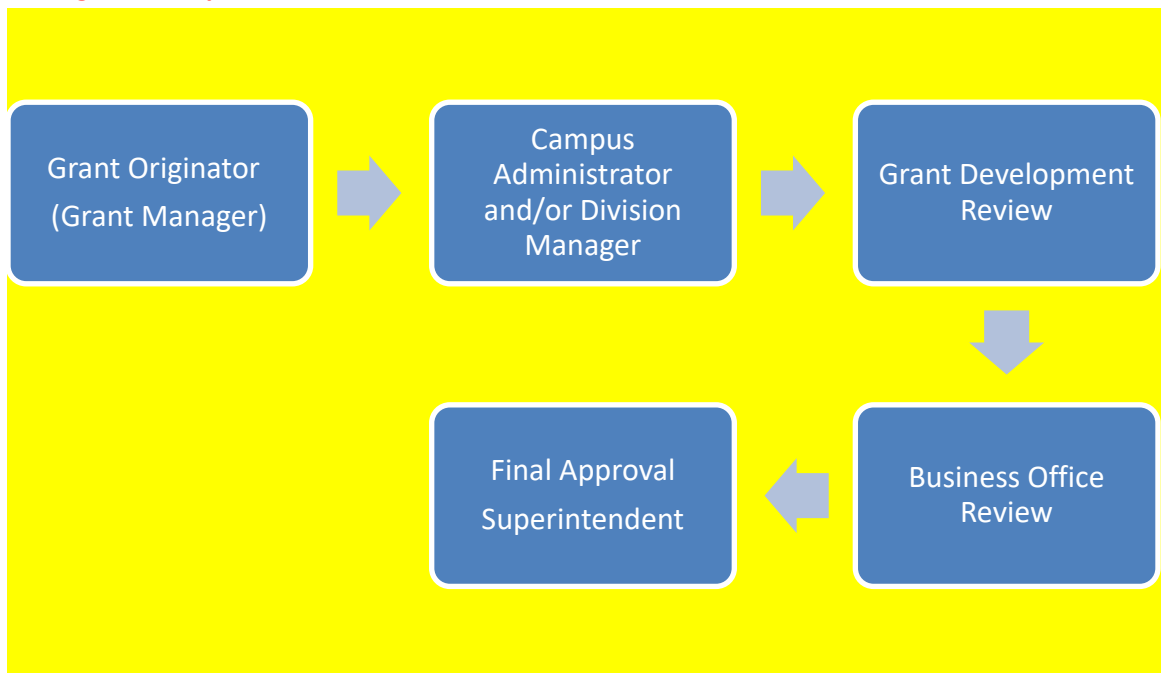 Grant Originator
(Grant Manager)
Campus
Administrator
and/or Division
Manager
Grant Development
Review
Business Office
Review
Final Approval
Superintendent